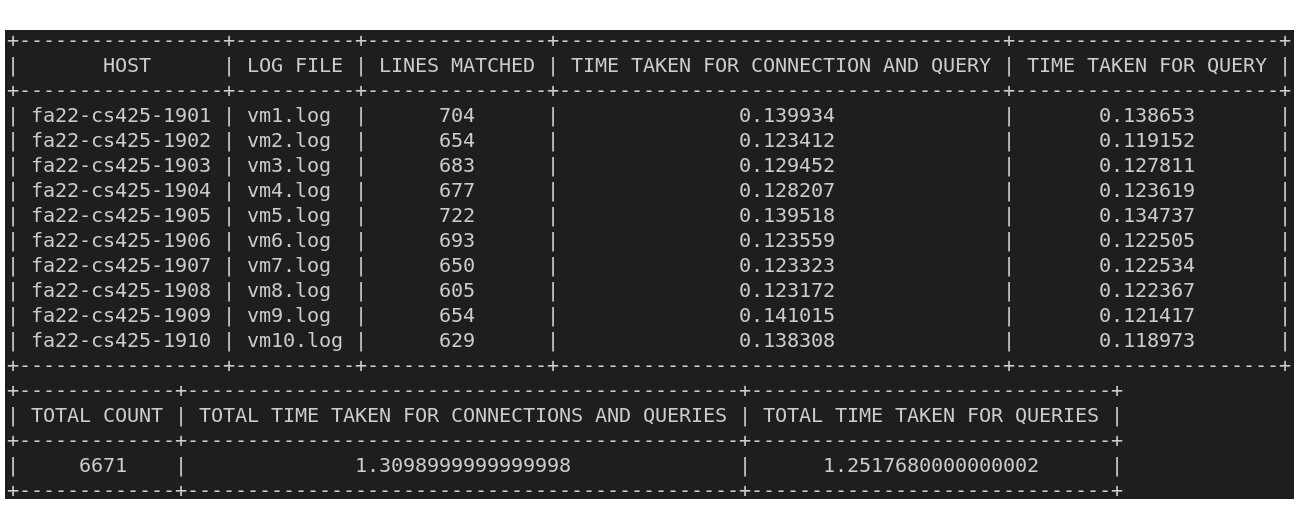 +-----------------+----------+---------------+-------------------------------------+----------------------+
| HOST | LOG FILE | LINES MATCHED | TIME TAKEN FOR CONNECTION AND QUERY | TIME TAKEN FOR QUERY |
+-----------------+----------+---------------+-------------------------------------+----------------------+
| fa22-cs425-1901 | vm1.log | 704 | 0.139934 | 0.138653 |
| fa22-cs425-1902 | vm2.log | 654 | 0.123412 | 0.119152 |
| fa22-cs425-1903 | vm3.log | 683 | 0.129452 | 0.127811 |
| fa22-cs425-1904 | vm4.log | 677 | 0.128207 | 0.123619 |
| fa22-cs425-1905 | vm5.log | 722 | 0.139518 | 0.134737 |
| fa22-cs425-1906 | vm6.log | 693 | 0.123559 | 0.122505 |
| fa22-cs425-1907 | vm7.log | 650 | 0.123323 | 0.122534 |
| fa22-cs425-1908 | vm8.log | 605 | 0.123172 | 0.122367 |
| fa22-cs425-1909 | vm9.log | 654 | 0.141015 | 0.121417 |
| fa22-cs425-1910 | vm10.log | 629 | 0.138308 | 0.118973 |
+-----------------+----------+---------------+-------------------------------------+----------------------+
+-------------+----------------------------------------------+-----------------------------+
| TOTAL COUNT | TOTAL TIME TAKEN FOR CONNECTIONS AND QUERIES | TOTAL TIME TAKEN FOR QUERIES |
+-------------+----------------------------------------------+-----------------------------+
| 6671 | 1.3098999999999998 | 1.2517680000000002 |
+-------------+----------------------------------------------+-----------------------------+